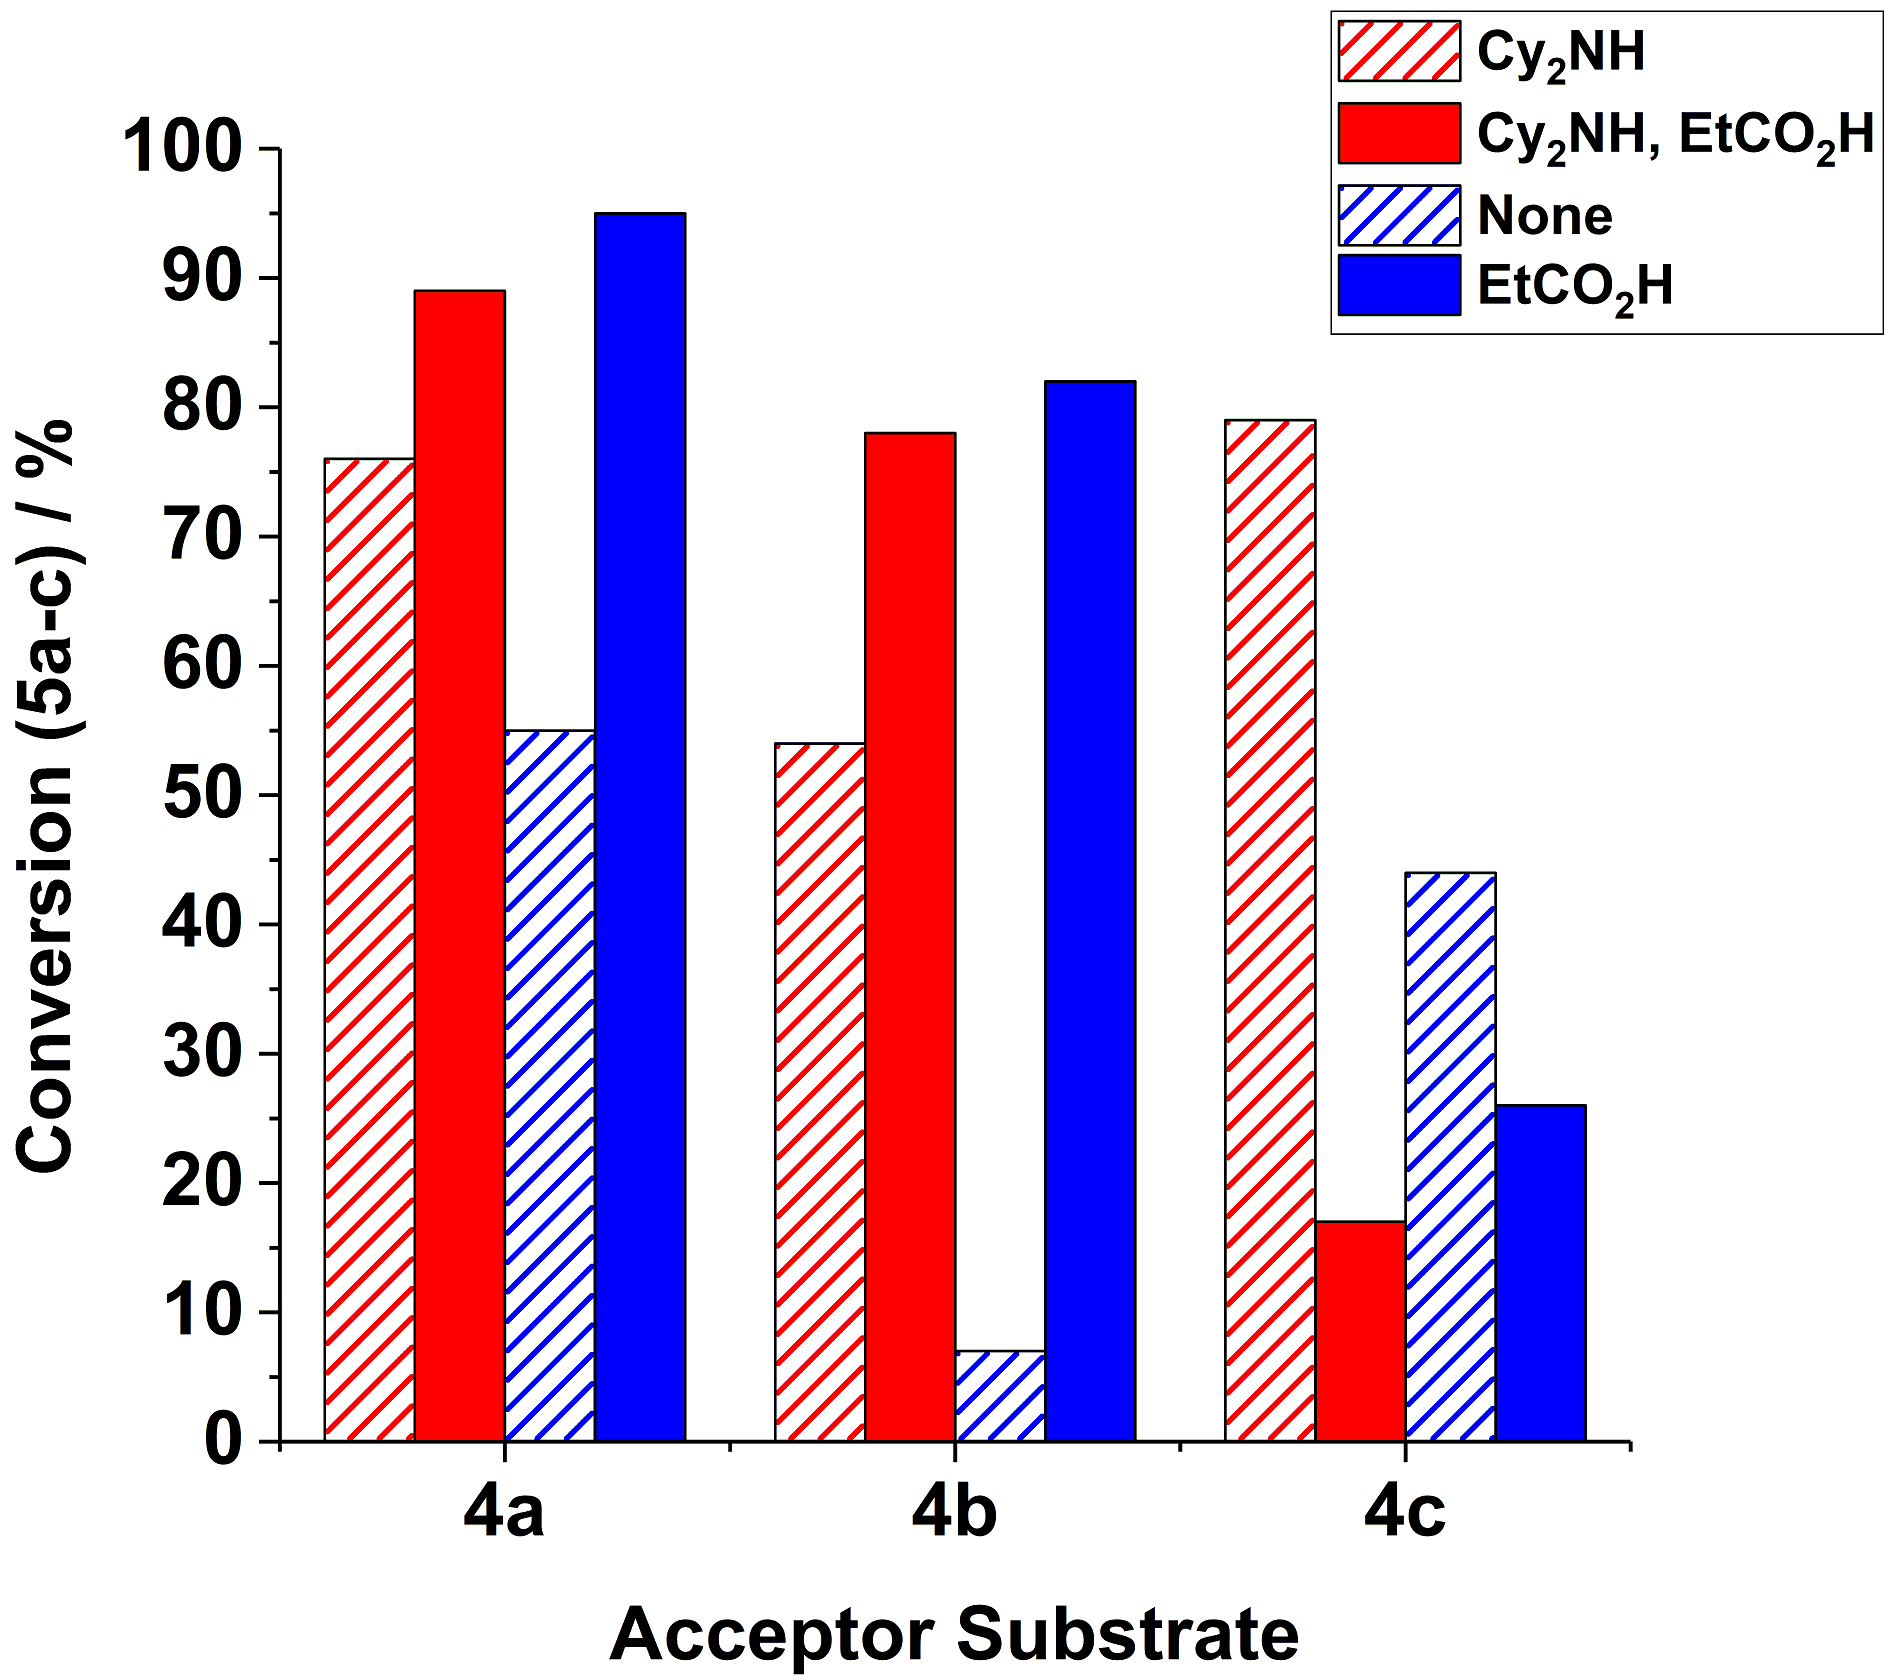 Cy₂NH
Cy₂NH, EtCO₂H
None
EtCO₂H
100
90
80
70
60
50
40
30
20
10
0
Conversion (5a-c) / %
4a 4b 4c
Acceptor Substrate